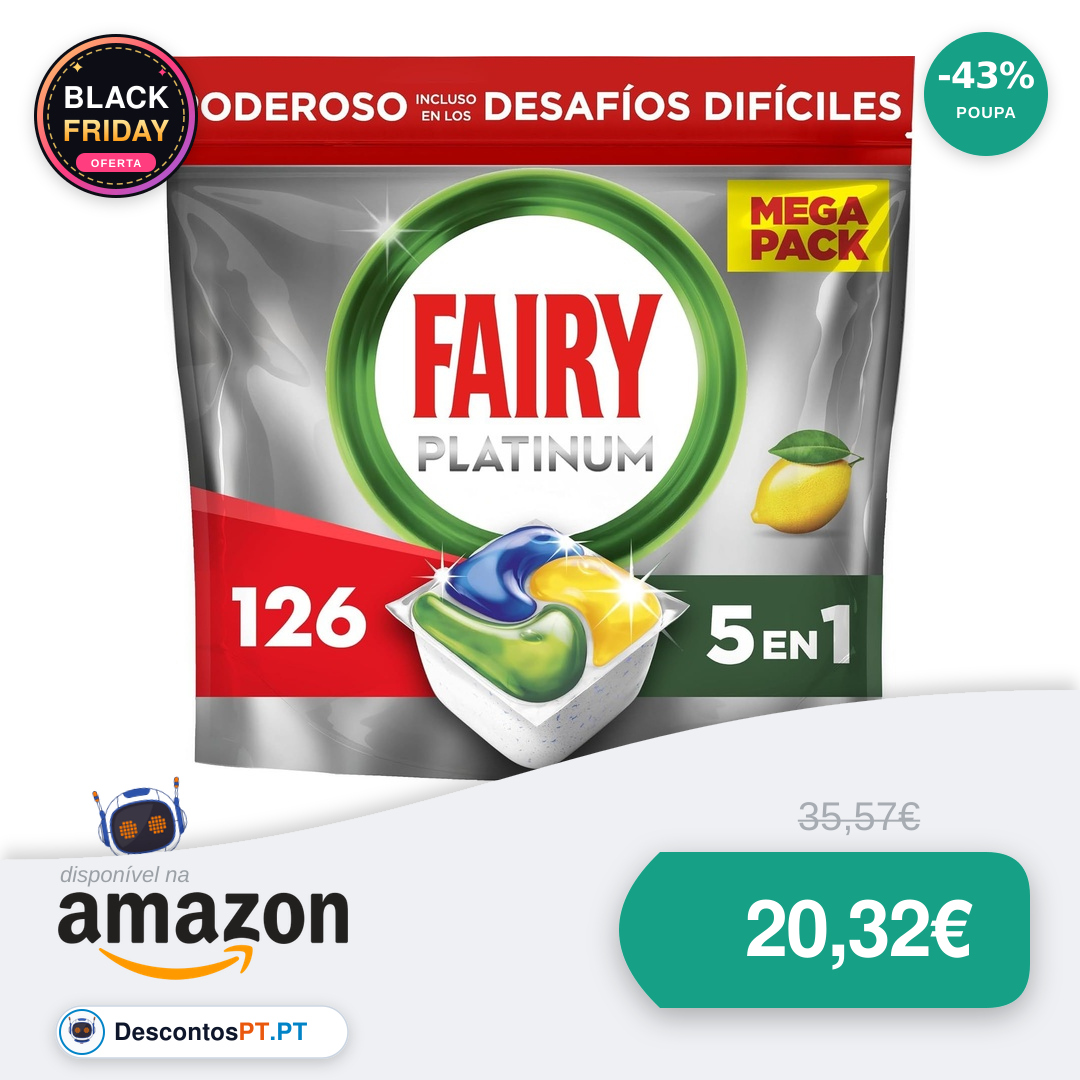 BLACK
FRIDAY
OFERTA
ODEROSO INCLUSO EN LOS DESAFÍOS DIFÍCILES
-43%
POUPA
MEGA
PACK
FAIRY
PLATINUM
126
5 EN 1
35,57€
20,32€
disponível na
amazon
DescontosPT.PT